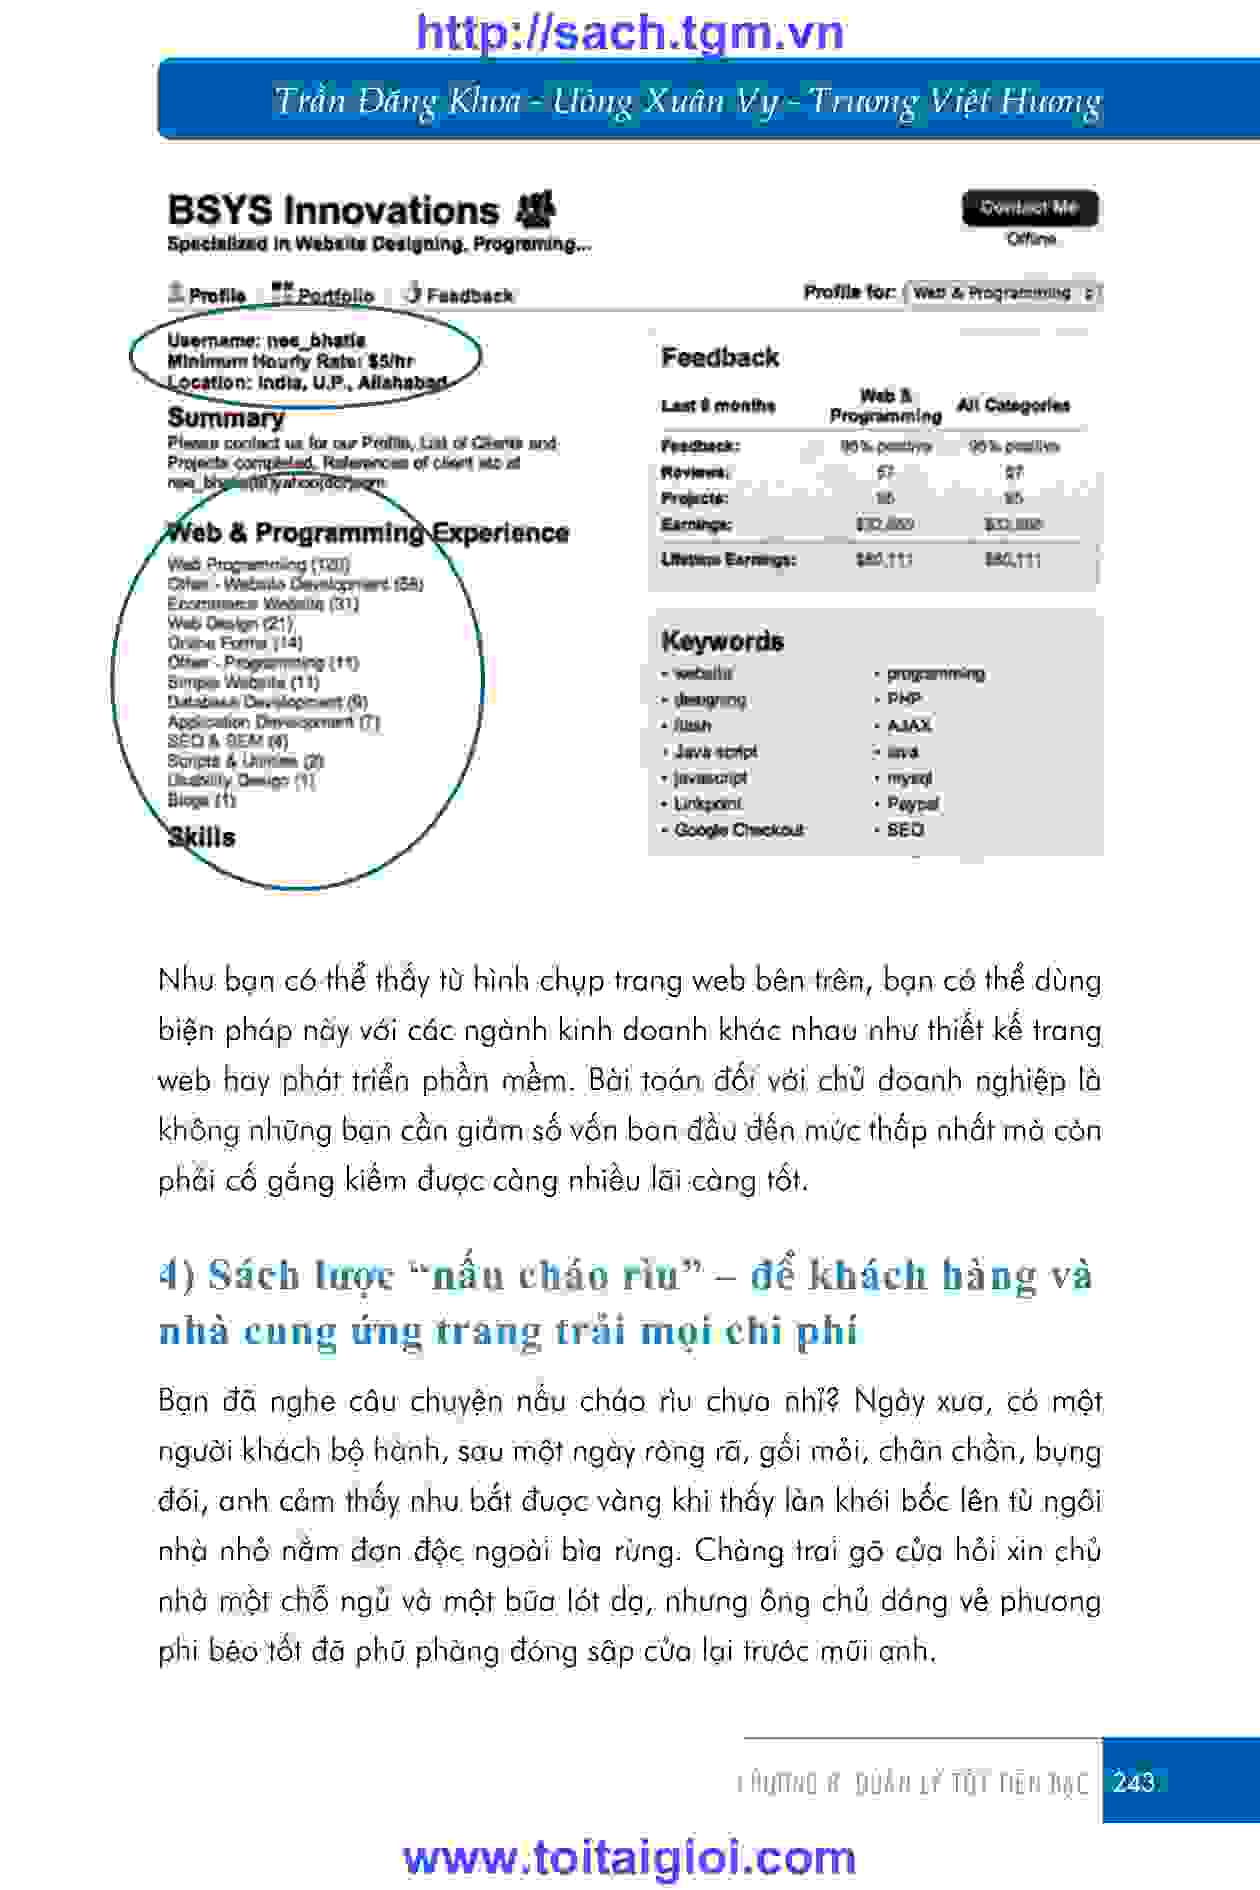 http://sach.tgm.vn
Trần Đăng Khoa - Uông Xuân Vy - Trương Việt Hương
BSYS Innovations
Specialized in Website Designing, Programing...
Contact Me
Offline
Profile Portfolio Feedback
Profile for: Web & Programming
Username: nee_bhatia
Minimum Hourly Rate: $5/hr
Location: India, U.P., Allahabad
Summary
Please contact us for our Profile, List of Clients and
Projects completed, References of client etc at
Web & Programming Experience
Web Programming (120)
Other - Website Development (58)
Ecommerce Website (31)
Web Design (21)
Online Forms (14)
Other - Programming (11)
Simple Website (11)
Database Development (9)
Application Development (7)
SEO & SEM (4)
Scripts & Utilities (2)
Usability Design (1)
Blogs (1)
Skills
Feedback
Last 6 months Web & Programming All Categories
Feedback: 95% positive 95% positive
Reviews: 57 57
Projects:
Earnings:
Lifetime Earnings: $80,111 $80,111
Keywords
• website
• designing
• flash
• Java script
• javascript
• Linkpoint
• Google Checkout
• programming
• PHP
• AJAX
• java
• mysql
• Paypal
• SEO
Như bạn có thể thấy từ hình chụp trang web bên trên, bạn có thể dùng
biện pháp này với các ngành kinh doanh khác nhau như thiết kế trang
web hay phát triển phần mềm. Bài toán đối với chủ doanh nghiệp là
không những bạn cần giảm số vốn ban đầu đến mức thấp nhất mà còn
phải cố gắng kiếm được càng nhiều lãi càng tốt.
4) Sách lược “nấu cháo rìu” – để khách hàng và
nhà cung ứng trang trải mọi chi phí
Bạn đã nghe câu chuyện nấu cháo rìu chưa nhỉ? Ngày xưa, có một
người khách bộ hành, sau một ngày ròng rã, gối mỏi, chân chồn, bụng
đói, anh cảm thấy như bắt được vàng khi thấy làn khói bốc lên từ ngôi
nhà nhỏ nằm đơn độc ngoài bìa rừng. Chàng trai gõ cửa hỏi xin chủ
nhà một chỗ ngủ và một bữa lót dạ, nhưng ông chủ dáng vẻ phương
phi béo tốt đã phũ phàng đóng sập cửa lại trước mũi anh.
CHƯƠNG 8: QUẢN LÝ TỐT TIỀN BẠC 243
www.toitaigioi.com